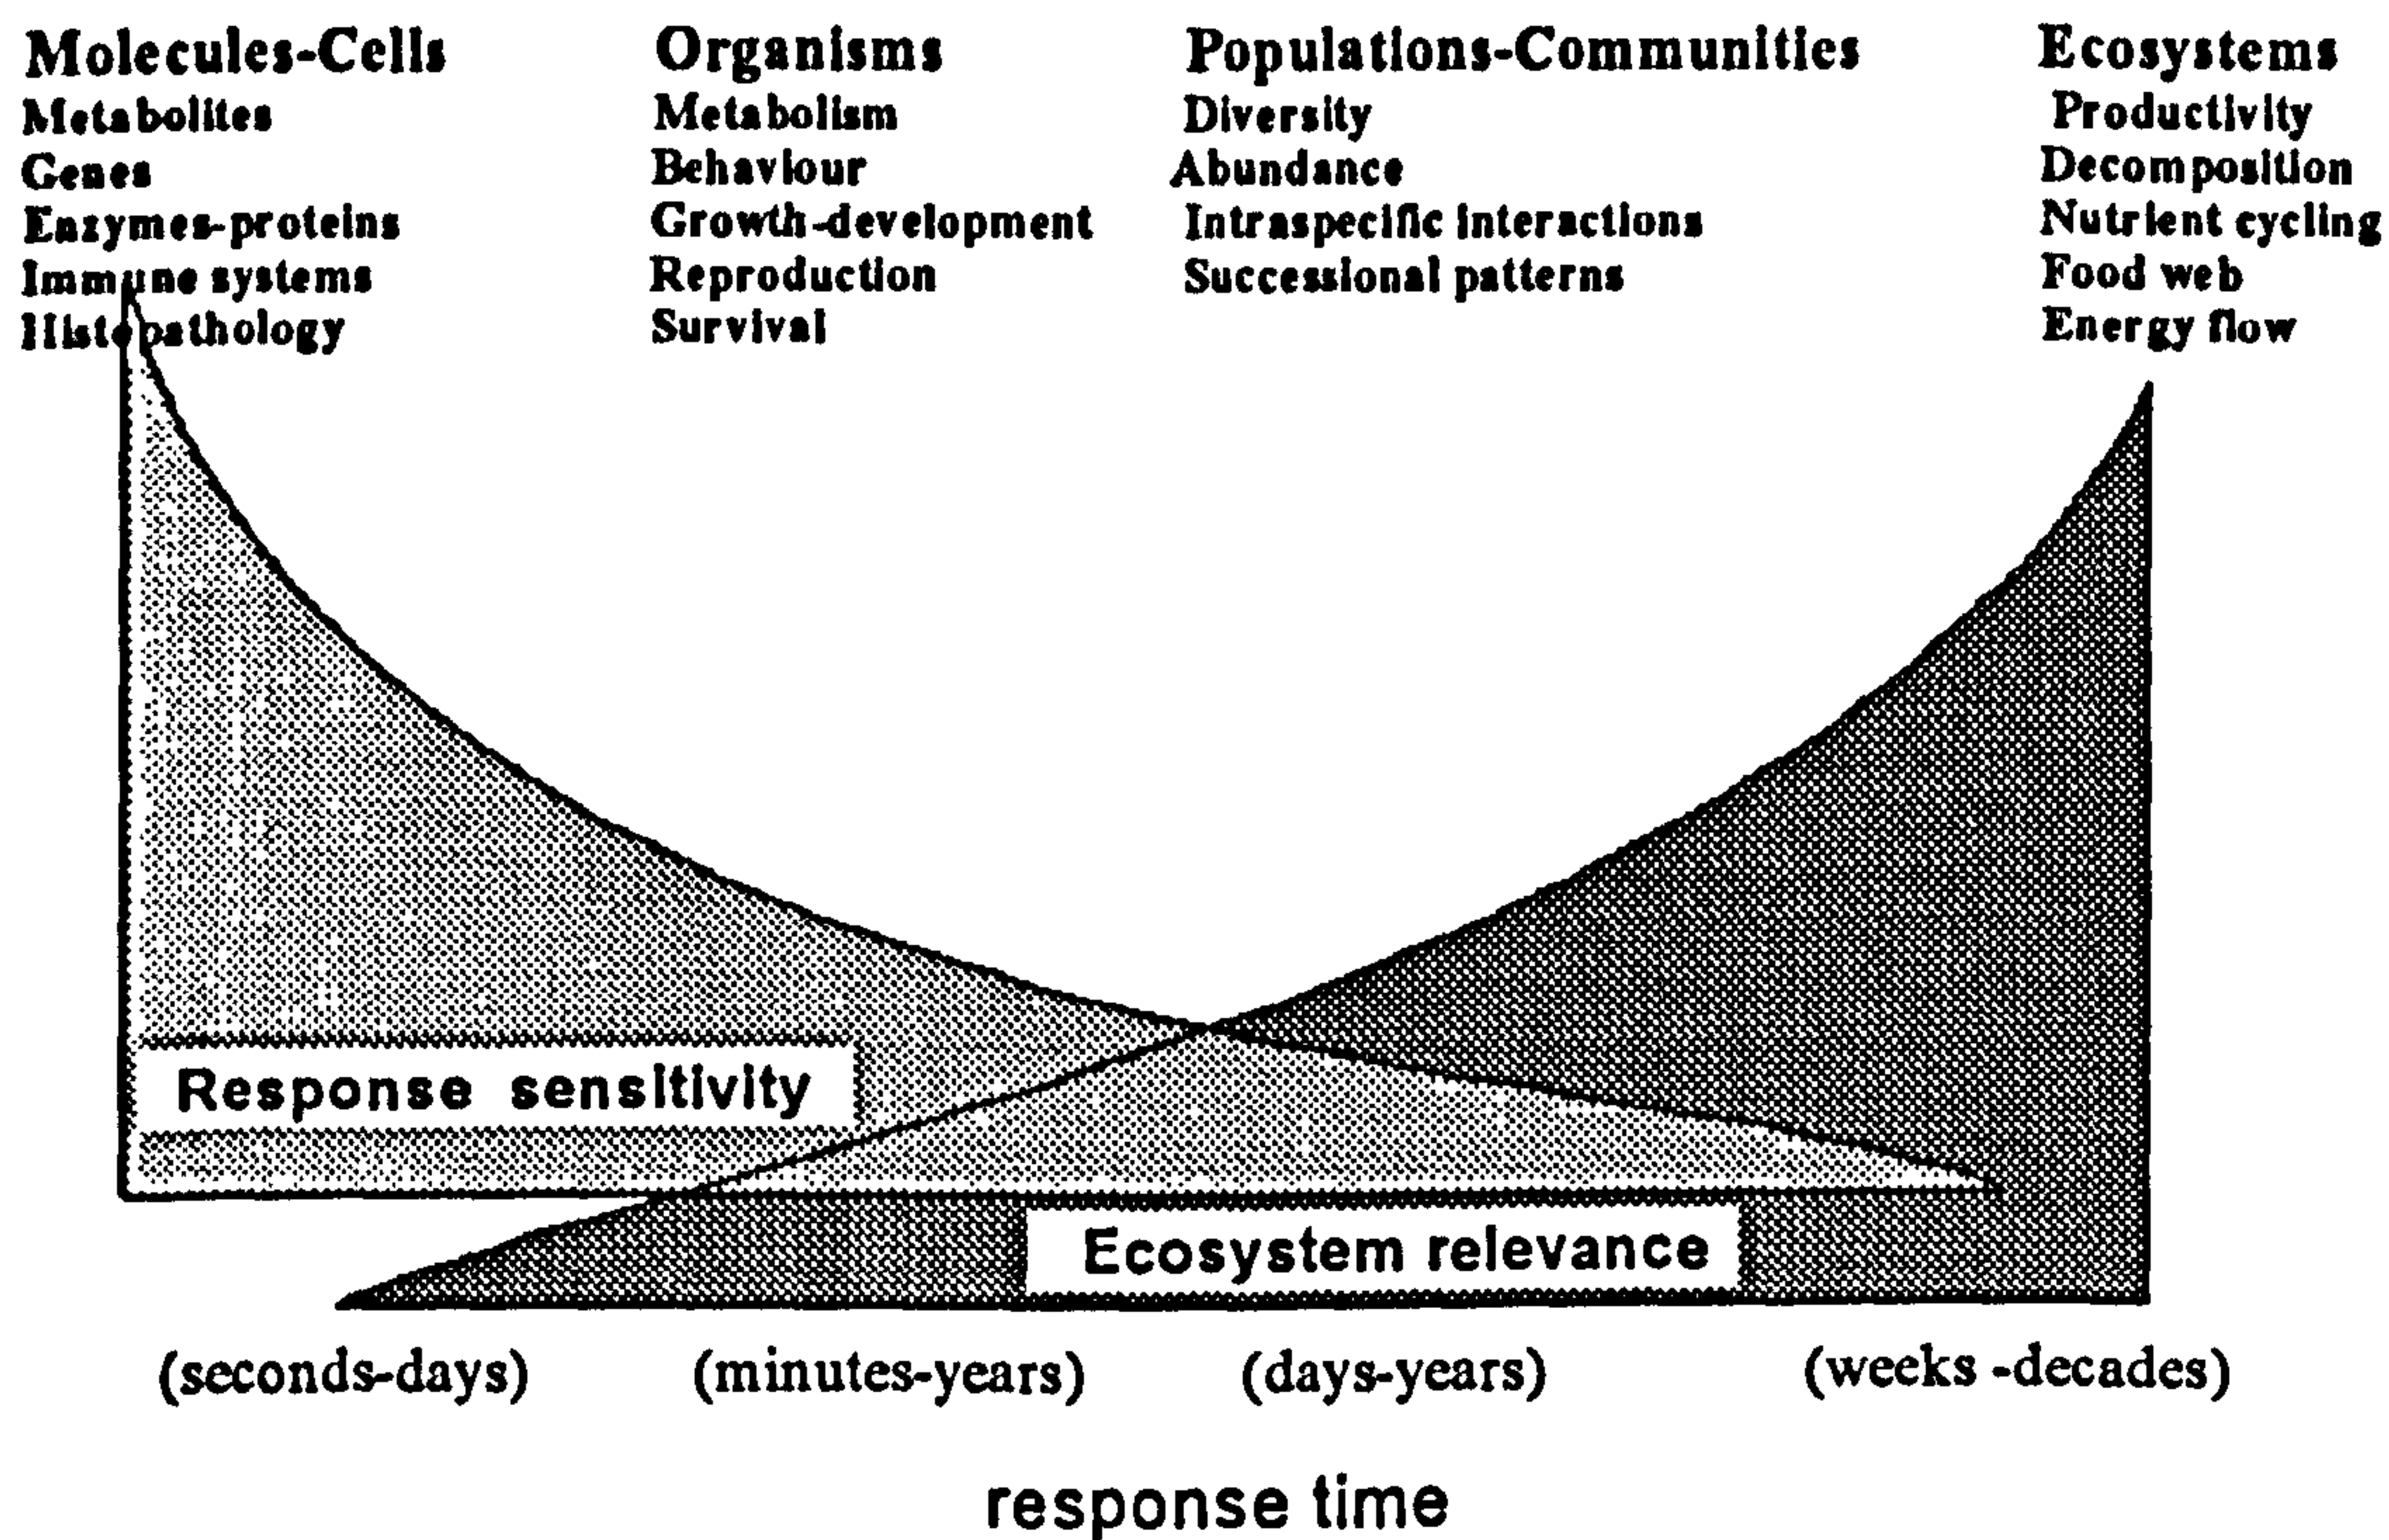 Molecules-Cells
Metabolites
Genes
Enzymes-proteins
Immune systems
Histopathology
Organisms
Metabolism
Behaviour
Growth-development
Reproduction
Survival
Populations-Communities
Diversity
Abundance
Intraspecific interactions
Successional patterns
Ecosystems
Productivity
Decomposition
Nutrient cycling
Food web
Energy flow
Response sensitivity
Ecosystem relevance
(seconds-days)
(minutes-years)
(days-years)
(weeks -decades)
response time